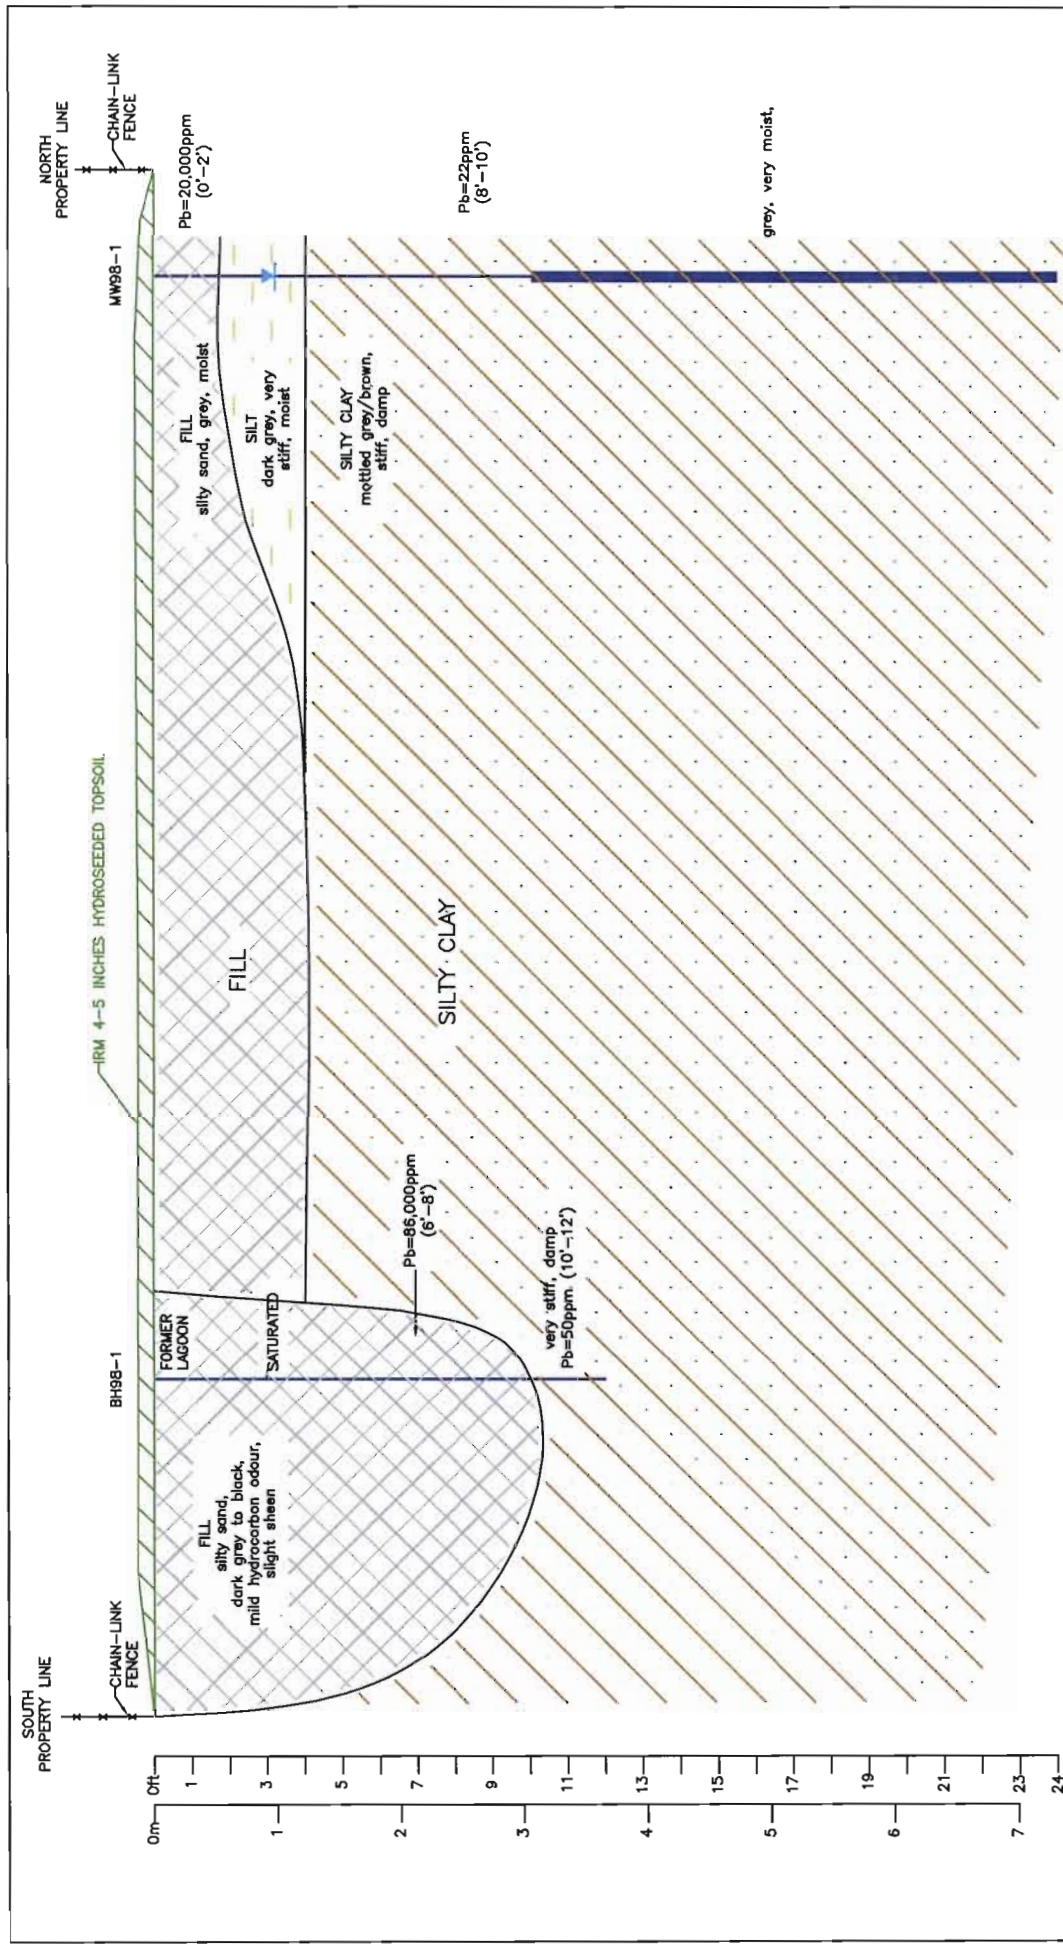 SOUTH
PROPERTY LINE
CHAIN-LINK
FENCE
BH98-1
IRM 4-5 INCHES HYDROSEEDED TOPSOIL
MW98-1
NORTH
PROPERTY LINE
CHAIN-LINK
FENCE
FILL
silty sand,
dark grey to black,
mild hydrocarbon odour,
slight sheen
FORMER
LAGOON
SATURATED
Pb=86,000ppm
(6'-8')
very stiff, damp
Pb=50ppm (10'-12')
FILL
SILTY CLAY
FILL
silty sand, grey, moist
SILT
dark grey, very
stiff, moist
SILTY CLAY
mottled grey/brown,
stiff, damp
Pb=20,000ppm
(0'-2')
Pb=22ppm
(8'-10')
grey, very moist,
0m
1
2
3
4
5
6
7
0ft
1
3
5
7
9
11
13
15
17
19
21
23
24